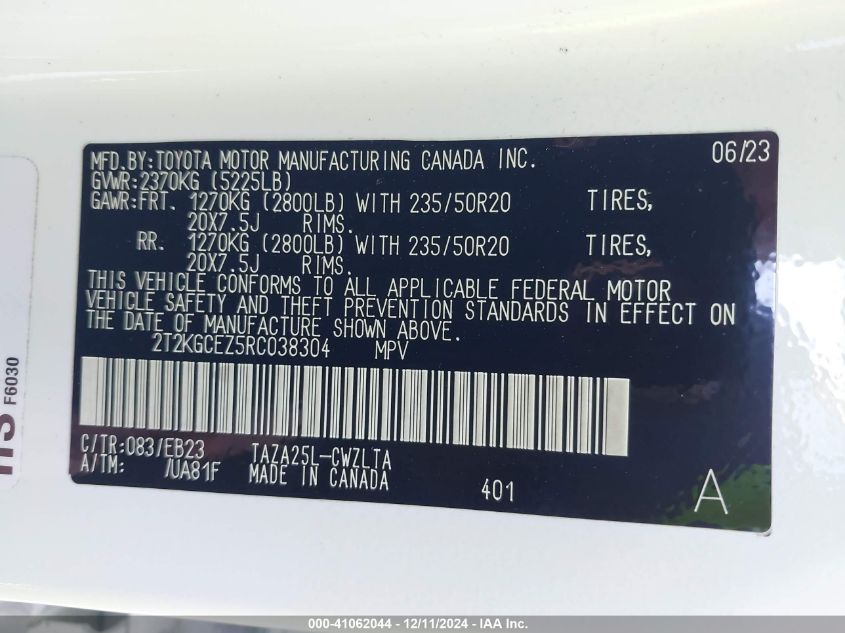 MFD.BY:TOYOTA MOTOR MANUFACTURING CANADA INC. 06/23
GVWR:2370KG (5225LB)
GAWR:FRT. 1270KG (2800LB) WITH 235/50R20 TIRES,
20X7.5J RIMS.
RR. 1270KG (2800LB) WITH 235/50R20 TIRES,
20X7.5J RIMS.
THIS VEHICLE CONFORMS TO ALL APPLICABLE FEDERAL MOTOR
VEHICLE SAFETY AND THEFT PREVENTION STANDARDS IN EFFECT ON
THE DATE OF MANUFACTURE SHOWN ABOVE.
2T2KGCEZ5RC038304 MPV
C/TR:083/EB23 TAZA25L-CWZLTA
A/TM: /UA81F MADE IN CANADA
401 A
F6030
000-41062044 - 12/11/2024 - IAA Inc.